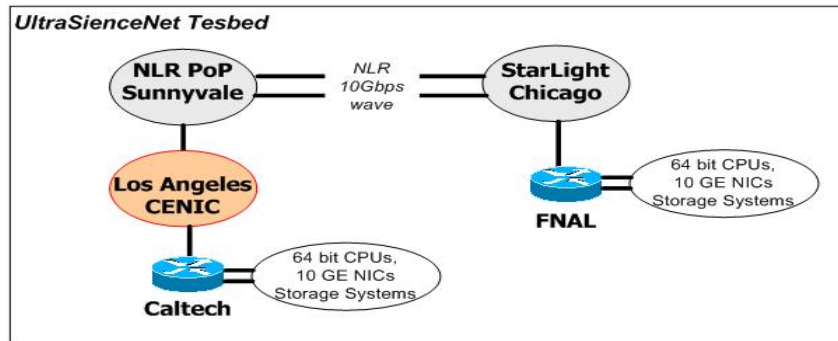 UltraSienceNet Tesbed
NLR PoP
Sunnyvale
NLR
10Gbps
wave
StarLight
Chicago
Los Angeles
CENIC
64 bit CPUs,
10 GE NICs
Storage Systems
FNAL
64 bit CPUs,
10 GE NICs
Storage Systems
Caltech